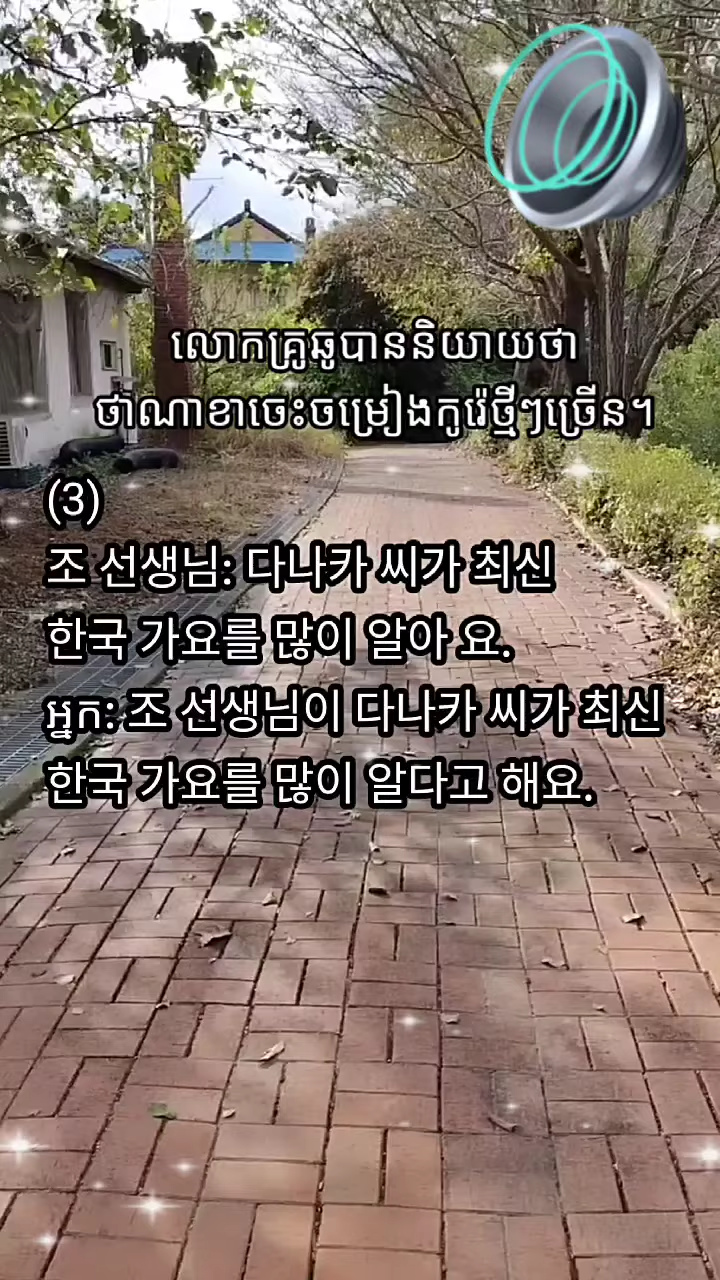 លោកគ្រូឆូបាននិយាយថា
ថាណាខាចេះចម្រៀងកូរ៉េថ្មីៗច្រើន។
(3)
조 선생님: 다나카 씨가 최신
한국 가요를 많이 알아 요.
អ្នក: 조 선생님이 다나카 씨가 최신
한국 가요를 많이 알다고 해요.